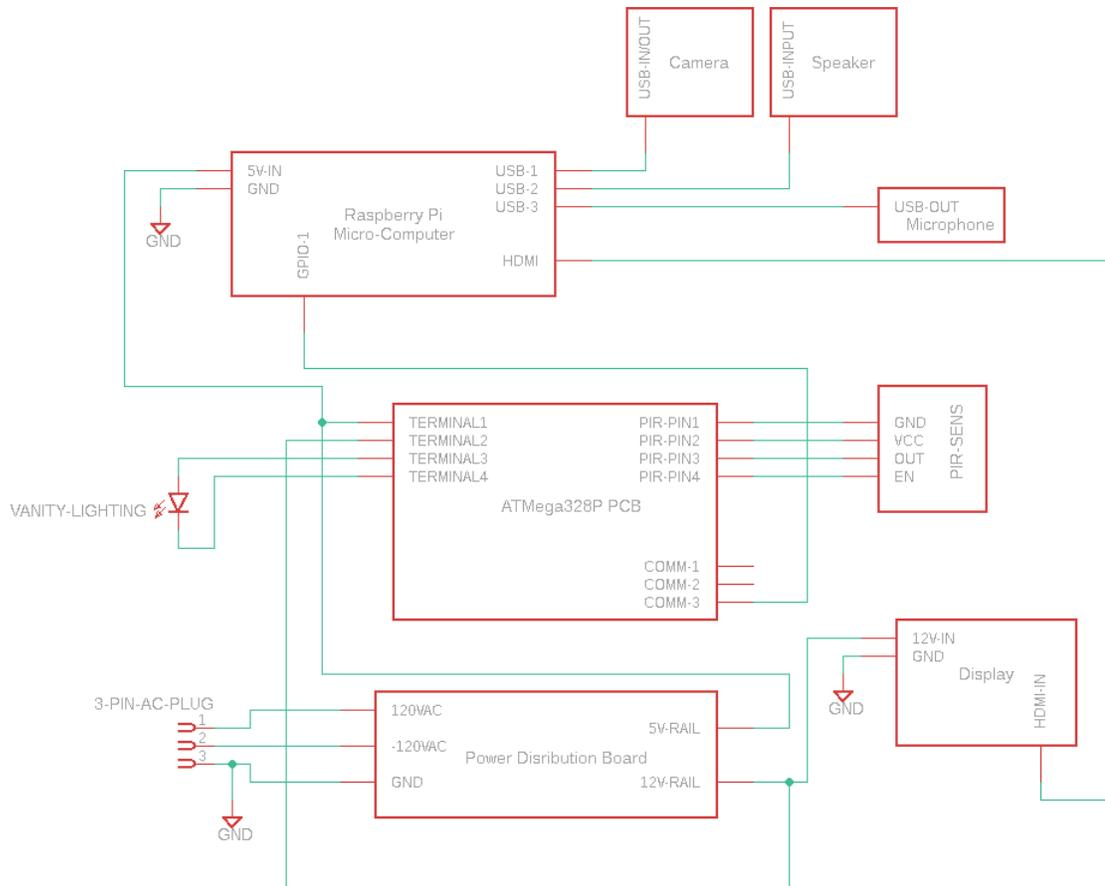 USB-IN/OUT
Camera
USB-INPUT
Speaker
5V-IN
GND
GND
Raspberry Pi
Micro-Computer
GPIO-1
USB-1
USB-2
USB-3
HDMI
USB-OUT
Microphone
TERMINAL1
TERMINAL2
TERMINAL3
TERMINAL4
PIR-PIN1
PIR-PIN2
PIR-PIN3
PIR-PIN4
ATMega328P PCB
COMM-1
COMM-2
COMM-3
GND
VCC
OUT
EN
PIR-SENS
VANITY-LIGHTING
3-PIN-AC-PLUG
1
2
3
GND
120VAC
-120VAC
GND
Power Disribution Board
5V-RAIL
12V-RAIL
12V-IN
GND
Display
HDMI-IN
GND